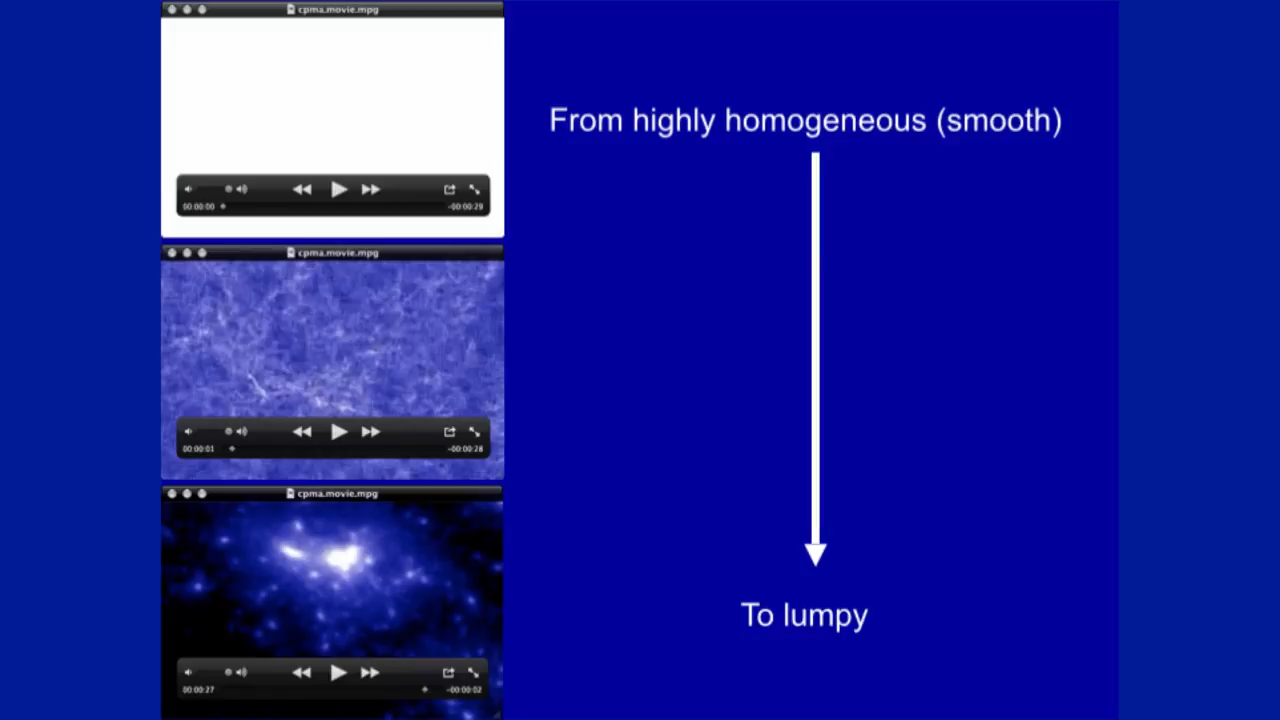 cpma.movie.mpg
00:00:00
-00:00:29
cpma.movie.mpg
00:00:01
-00:00:28
cpma.movie.mpg
00:00:27
-00:00:02
From highly homogeneous (smooth)
To lumpy